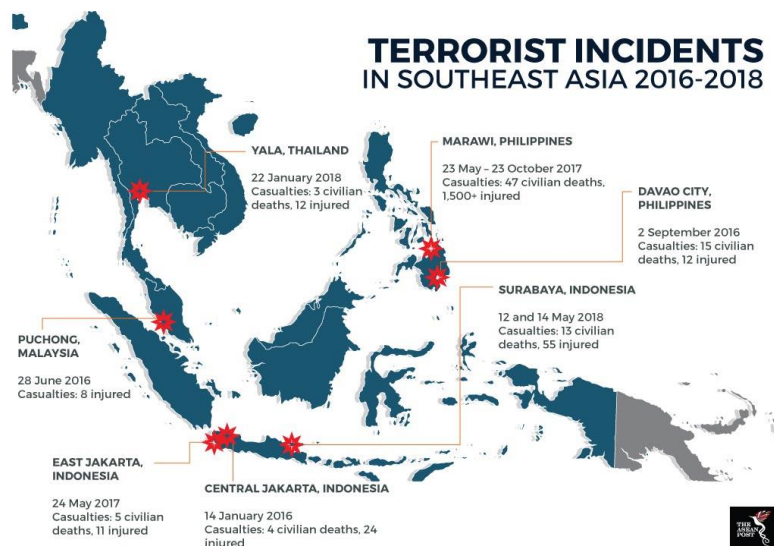 TERRORIST INCIDENTS
IN SOUTHEAST ASIA 2016-2018
YALA, THAILAND
22 January 2018
Casualties: 3 civilian
deaths, 12 injured
MARAWI, PHILIPPINES
23 May – 23 October 2017
Casualties: 47 civilian deaths,
1,500+ injured
DAVAO CITY,
PHILIPPINES
2 September 2016
Casualties: 15 civilian
deaths, 12 injured
SURABAYA, INDONESIA
12 and 14 May 2018
Casualties: 13 civilian
deaths, 55 injured
PUCHONG,
MALAYSIA
28 June 2016
Casualties: 8 injured
EAST JAKARTA,
INDONESIA
24 May 2017
Casualties: 5 civilian
deaths, 11 injured
CENTRAL JAKARTA, INDONESIA
14 January 2016
Casualties: 4 civilian deaths, 24
injured
THE
ASEAN
POST